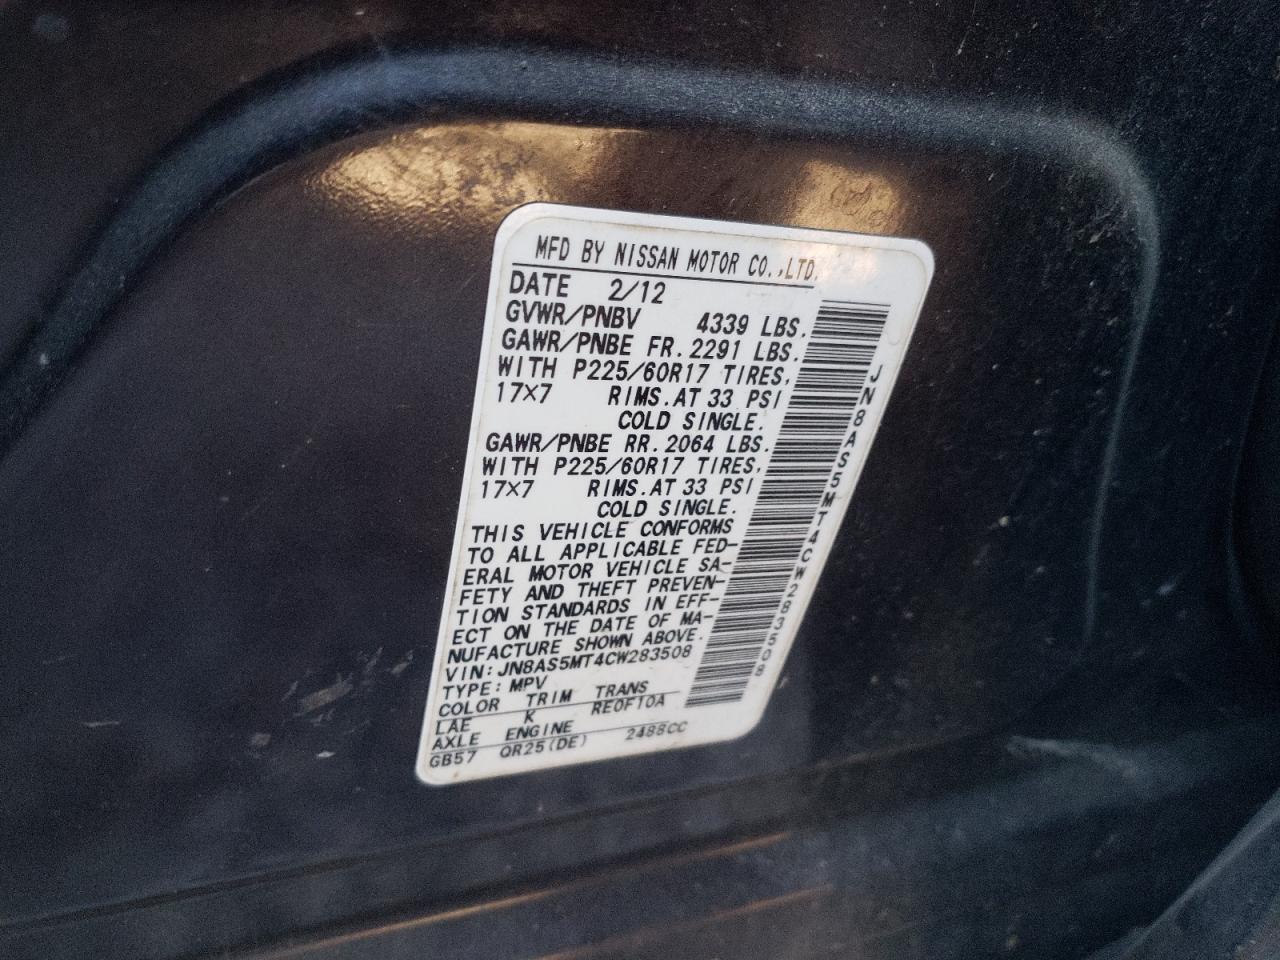 MFD BY NISSAN MOTOR CO.,LTD.
DATE 2/12
GVWR/PNBV 4339 LBS.
GAWR/PNBE FR. 2291 LBS.
WITH P225/60R17 TIRES,
17×7 RIMS. AT 33 PSI
COLD SINGLE.
GAWR/PNBE RR. 2064 LBS.
WITH P225/60R17 TIRES,
17×7 RIMS. AT 33 PSI
COLD SINGLE.
THIS VEHICLE CONFORMS
TO ALL APPLICABLE FED-
ERAL MOTOR VEHICLE SA-
FETY AND THEFT PREVEN-
TION STANDARDS IN EFF-
ECT ON THE DATE OF MA-
NUFACTURE SHOWN ABOVE.
VIN: JN8AS5MT4CW283508
TYPE: MPV
COLOR TRIM TRANS
LAE K RE0F10A
AXLE ENGINE
GB57 QR25(DE) 2488CC
JN8AS5MT4CW283508